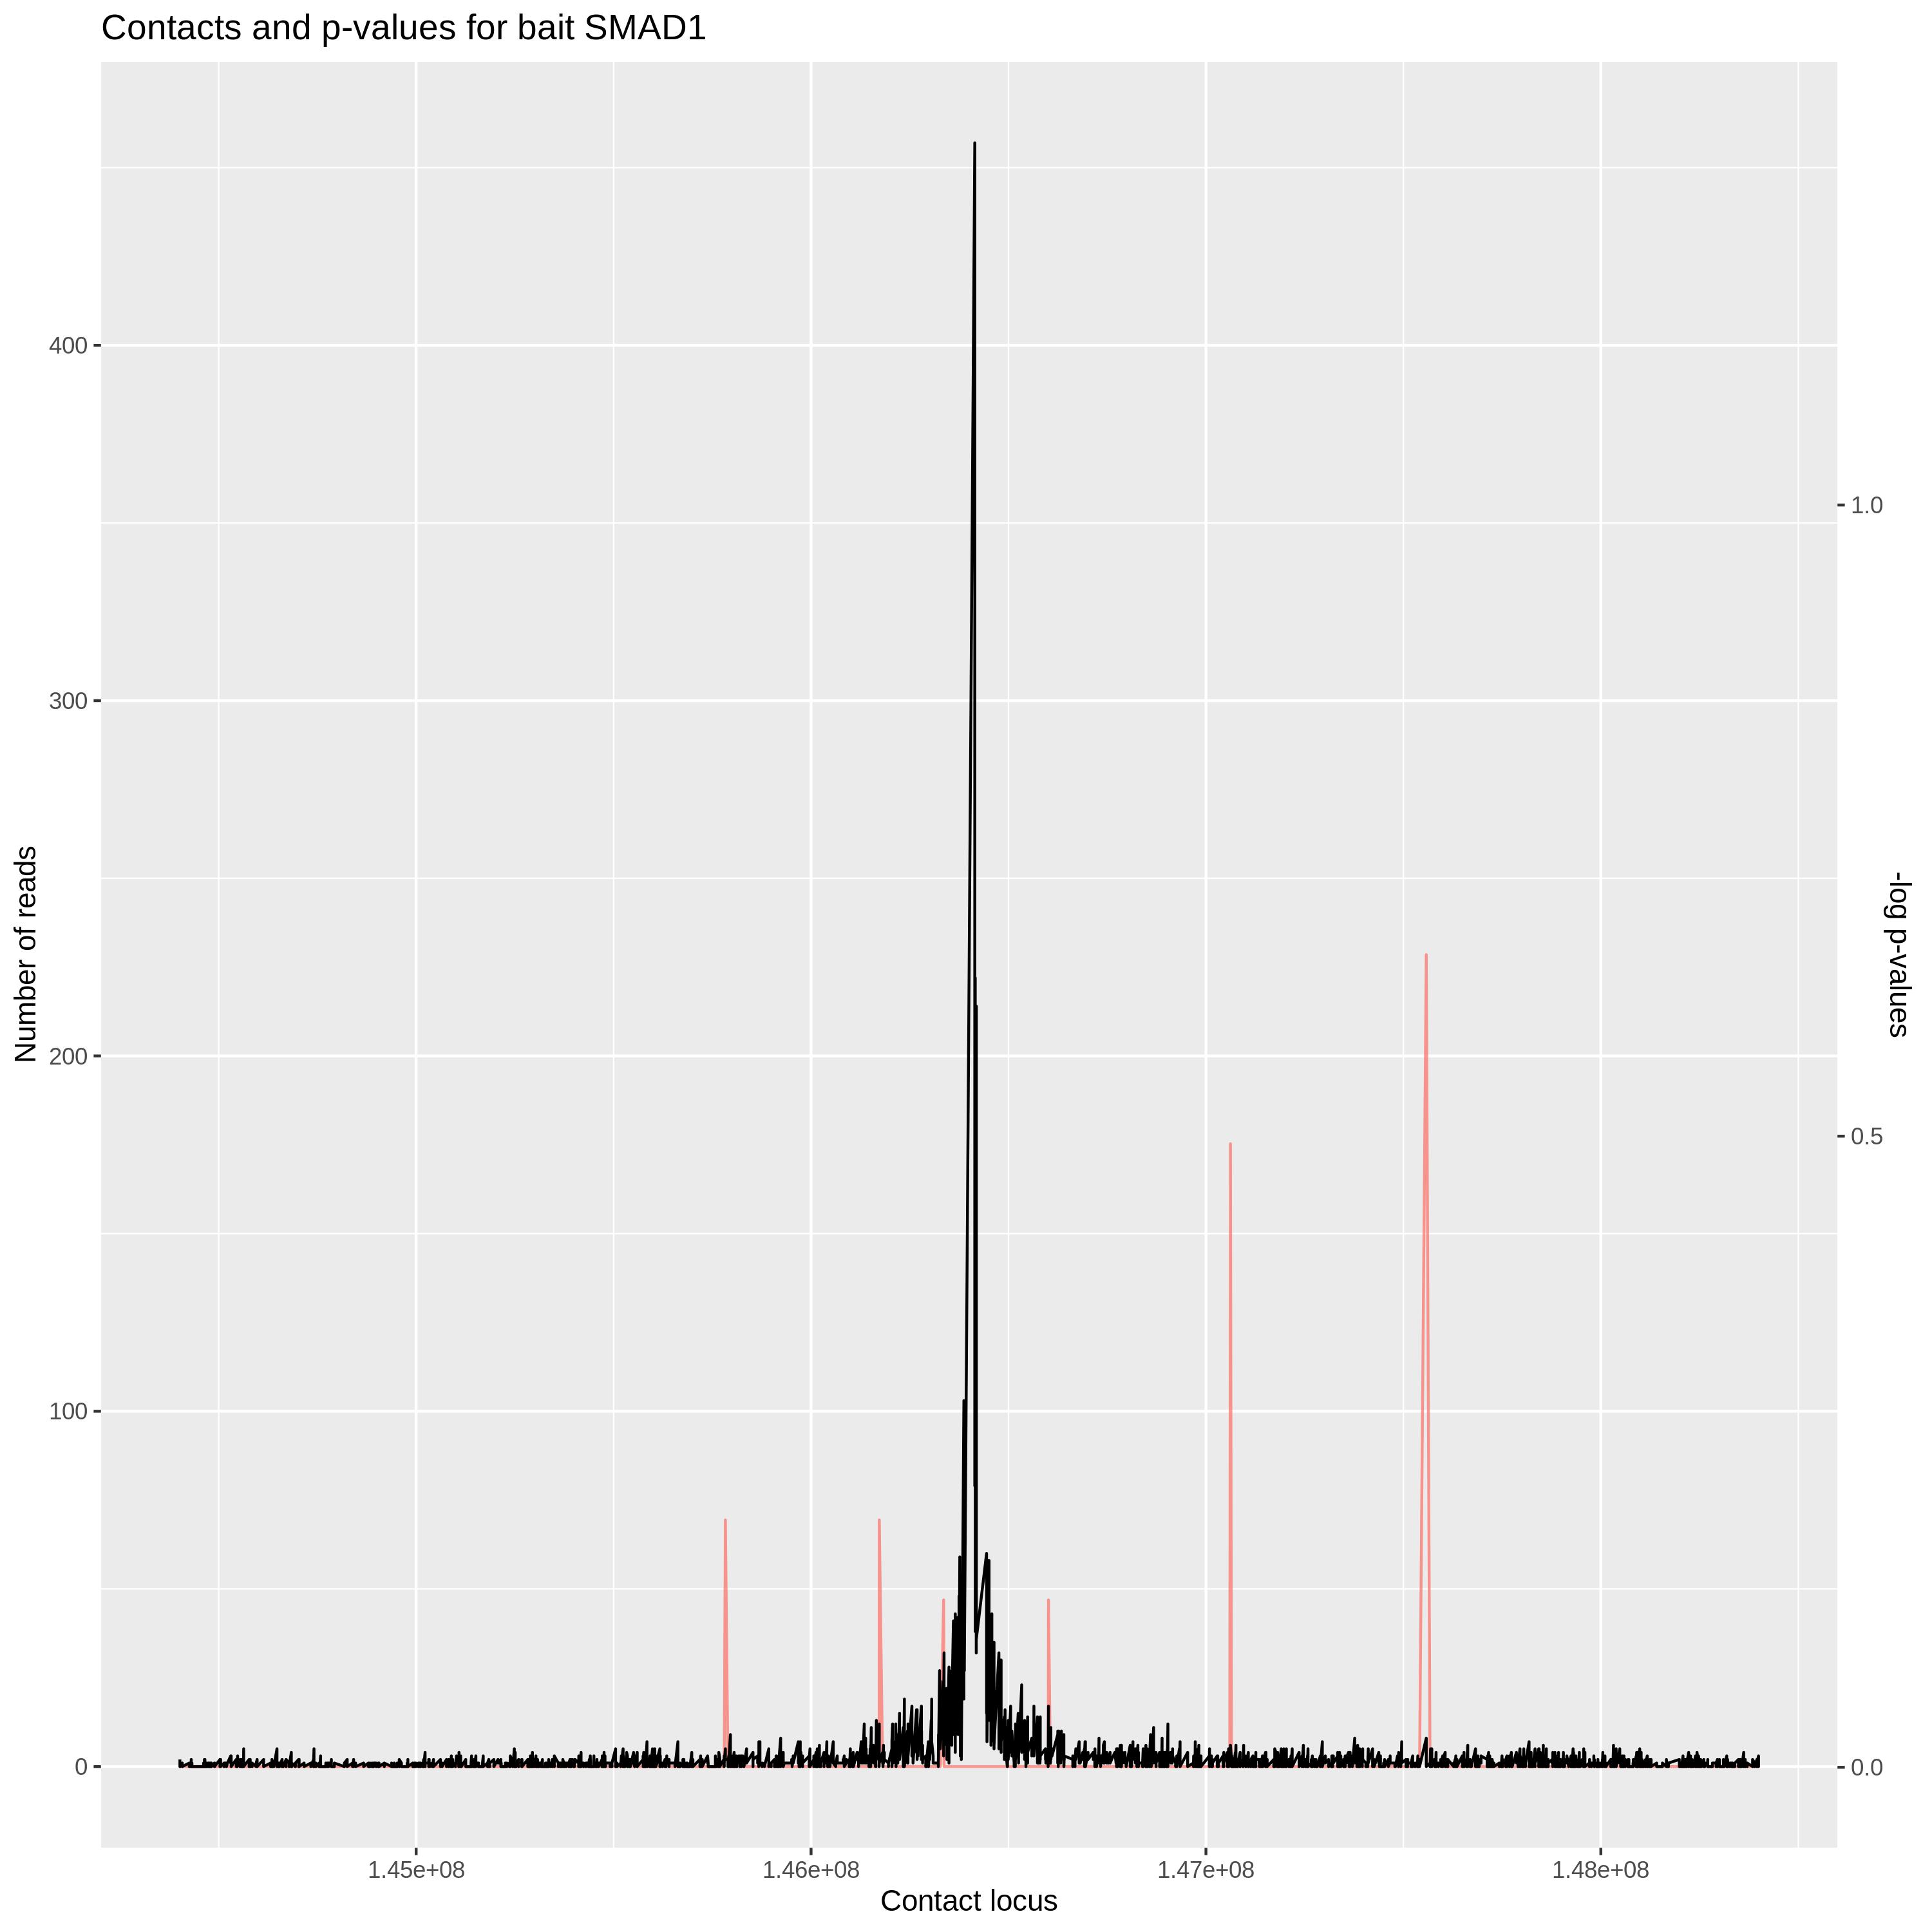 Contacts and p-values for bait SMAD1
Number of reads
400
300
200
100
0
1.0
0.5
0.0
-log p-values
1.45e+08
1.46e+08
1.47e+08
1.48e+08
Contact locus